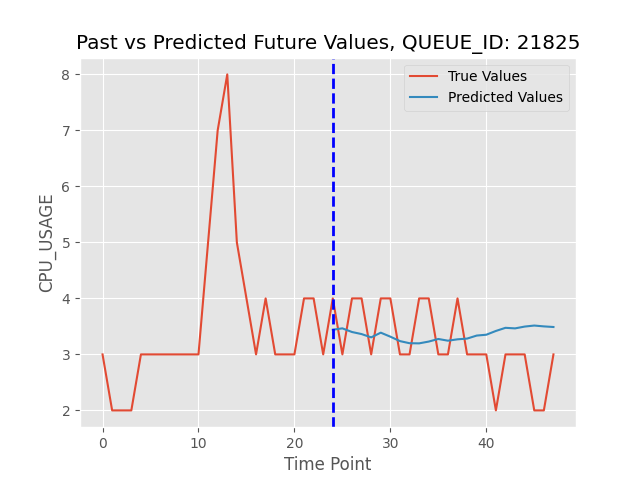 Past vs Predicted Future Values, QUEUE_ID: 21825
True Values
Predicted Values
CPU_USAGE
8
7
6
5
4
3
2
0 10 20 30 40
Time Point